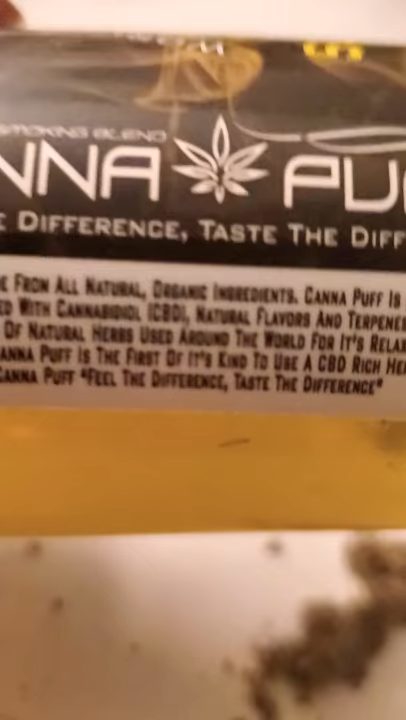 SMOKING BLEND
NNA PU
E DIFFERENCE, TASTE THE DIFF
E FROM ALL NATURAL, ORGANIC INGREDIENTS. CANNA PUFF IS
ED WITH CANNABIDIOL (CBD), NATURAL FLAVORS AND TERPENES
OF NATURAL HERBS USED AROUND THE WORLD FOR IT'S RELAX
ANNA PUFF IS THE FIRST OF IT'S KIND TO USE A CBD RICH HE
CANNA PUFF "FEEL THE DIFFERENCE, TASTE THE DIFFERENCE"